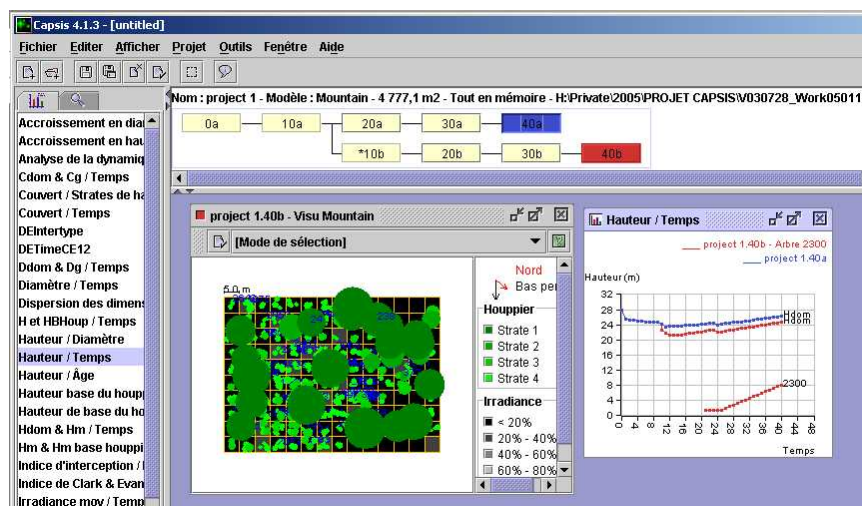 Capsis 4.1.3 - [untitled]
Fichier Editer Afficher Projet Outils Fenêtre Aide
Nom : project 1 - Modèle : Mountain - 4 777,1 m2 - Tout en mémoire - H:\Private\2005\PROJET CAPSIS\V030728_Work05011
0a 10a 20a 30a 40a
*10b 20b 30b 40b
Accroissement en dia
Accroissement en hau
Analyse de la dynamiq
Cdom & Cg / Temps
Couvert / Strates de ha
Couvert / Temps
DEIntertype
DETimeCE12
Ddom & Dg / Temps
Diamètre / Temps
Dispersion des dimens
H et HBHoup / Temps
Hauteur / Diamètre
Hauteur / Temps
Hauteur / Âge
Hauteur base du houpp
Hauteur de base du ho
Hdom & Hm / Temps
Hm & Hm base houppi
Indice d'interception /
Indice de Clark & Evan
Irradiance moy / Temp
project 1.40b - Visu Mountain
[Mode de sélection]
5.0 m
Nord
Bas pen
Houppier
Strate 1
Strate 2
Strate 3
Strate 4
Irradiance
< 20%
20% - 40%
40% - 60%
60% - 80%
Hauteur / Temps
project 1.40b - Arbre 2300
project 1.40a
Hauteur (m)
32
28
24
20
16
12
8
4
0
Hdom
Hdom
2300
0 4 8 12 16 20 24 28 32 36 40 44 48
Temps